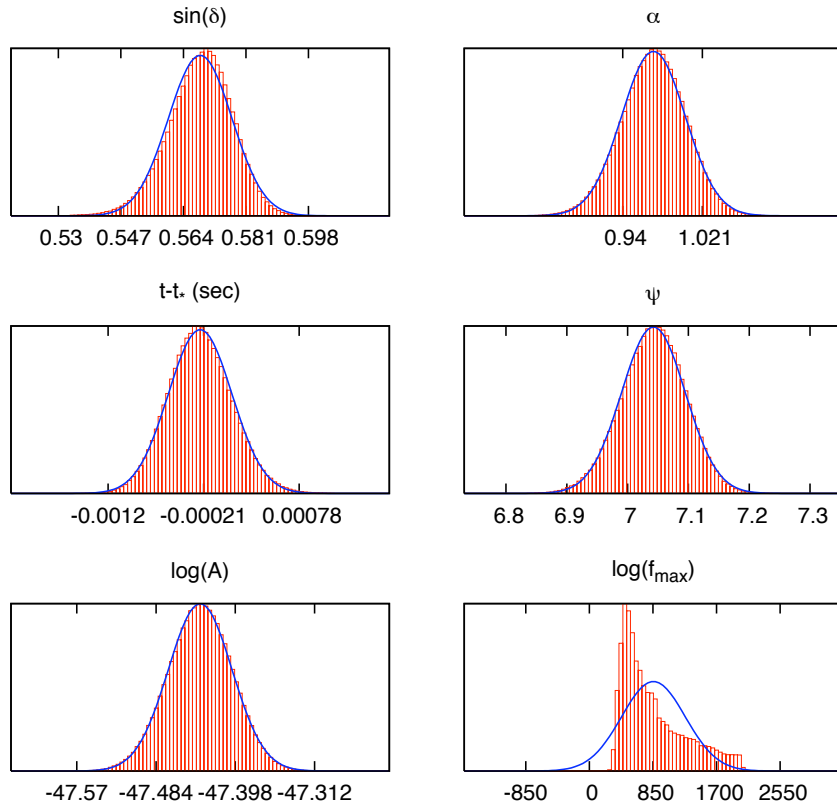 sin(δ)
α
0.53 0.547 0.564 0.581 0.598
0.94 1.021
t-t* (sec)
ψ
-0.0012 -0.00021 0.00078
6.8 6.9 7 7.1 7.2 7.3
log(A)
log(fmax)
-47.57 -47.484 -47.398 -47.312
-850 0 850 1700 2550